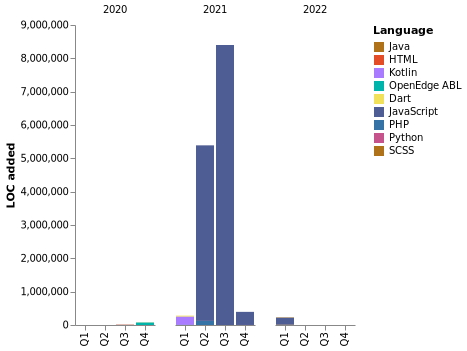 2020 2021 2022
9,000,000
8,000,000
7,000,000
6,000,000
5,000,000
4,000,000
3,000,000
2,000,000
1,000,000
0
LOC added
Q1 Q2 Q3 Q4 Q1 Q2 Q3 Q4 Q1 Q2 Q3 Q4
Language
Java
HTML
Kotlin
OpenEdge ABL
Dart
JavaScript
PHP
Python
SCSS